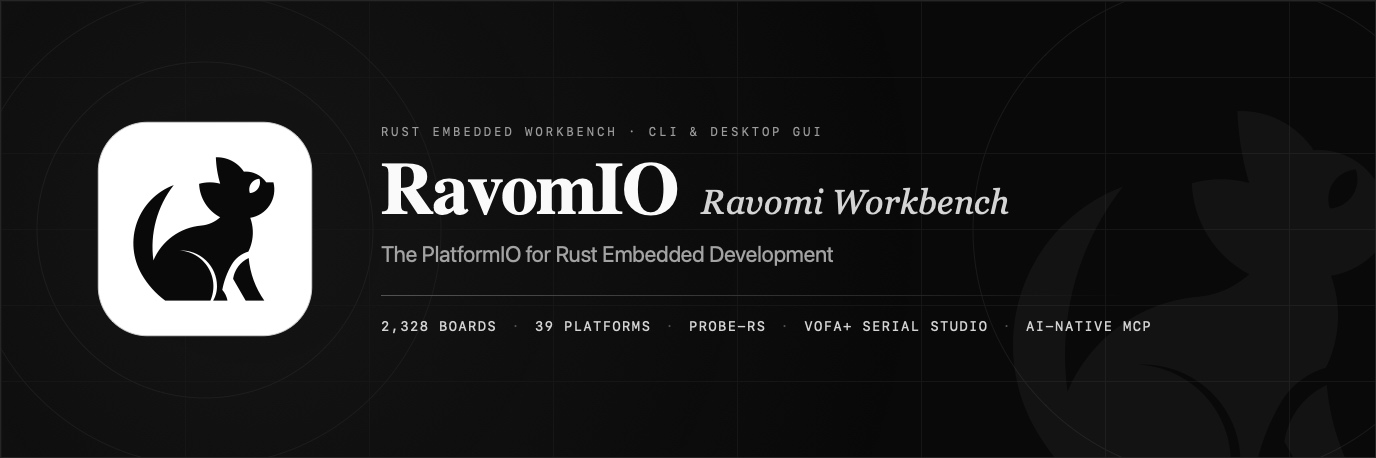 RUST EMBEDDED WORKBENCH · CLI & DESKTOP GUI
RavomIO Ravomi Workbench
The PlatformIO for Rust Embedded Development
2,328 BOARDS · 39 PLATFORMS · PROBE–RS · VOFA+ SERIAL STUDIO · AI–NATIVE MCP